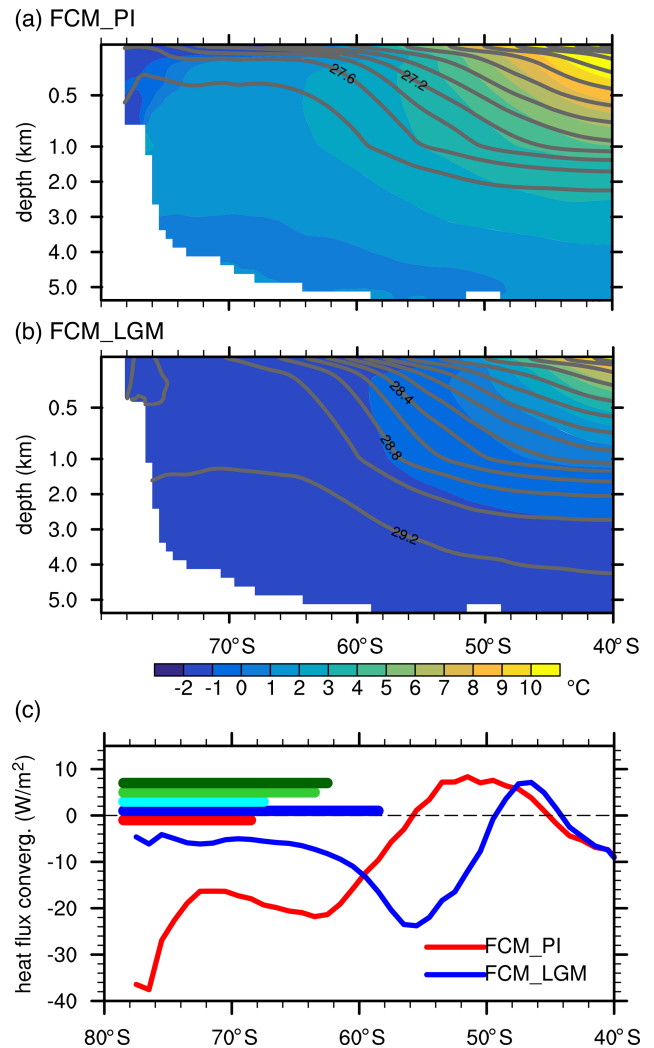 (a) FCM_PI
27.6
27.2
0.5
1.0
2.0
3.0
4.0
5.0
depth (km)
(b) FCM_LGM
28.4
28.8
29.2
0.5
1.0
2.0
3.0
4.0
5.0
depth (km)
70°S 60°S 50°S 40°S
-2 -1 0 1 2 3 4 5 6 7 8 9 10 °C
(c)
10
0
-10
-20
-30
-40
heat flux converg. (W/m²)
FCM_PI
FCM_LGM
80°S 70°S 60°S 50°S 40°S